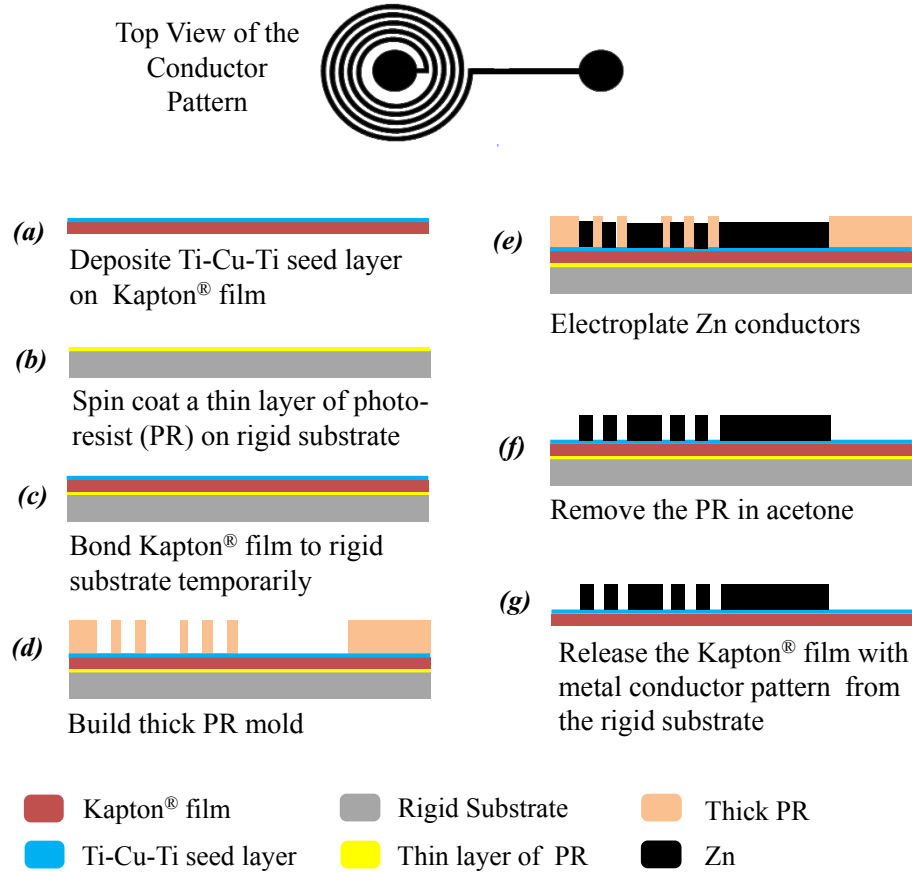 Top View of the
Conductor
Pattern
(a)
Deposite Ti-Cu-Ti seed layer
on Kapton® film
(b)
Spin coat a thin layer of photo-
resist (PR) on rigid substrate
(c)
Bond Kapton® film to rigid
substrate temporarily
(d)
Build thick PR mold
(e)
Electroplate Zn conductors
(f)
Remove the PR in acetone
(g)
Release the Kapton® film with
metal conductor pattern from
the rigid substrate
Kapton® film
Rigid Substrate
Thick PR
Ti-Cu-Ti seed layer
Thin layer of PR
Zn